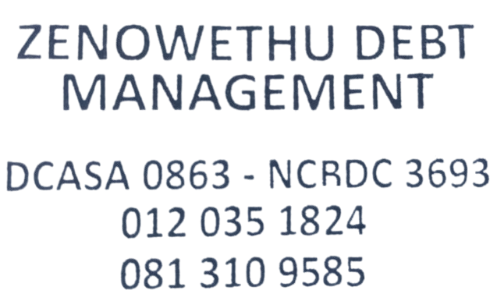 ZENOWETHU DEBT
MANAGEMENT
DCASA 0863 - NCRDC 3693
012 035 1824
081 310 9585